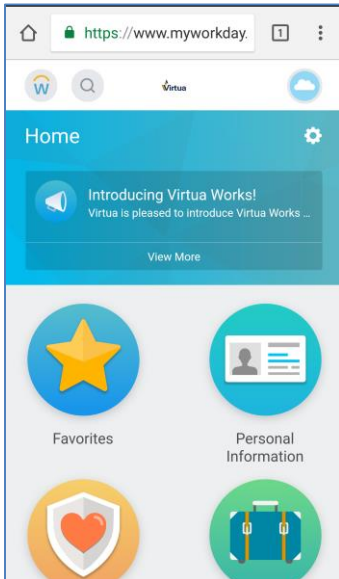 https://www.myworkday.
1
w
Virtua
Home
Introducing Virtua Works!
Virtua is pleased to introduce Virtua Works ...
View More
Favorites
Personal
Information